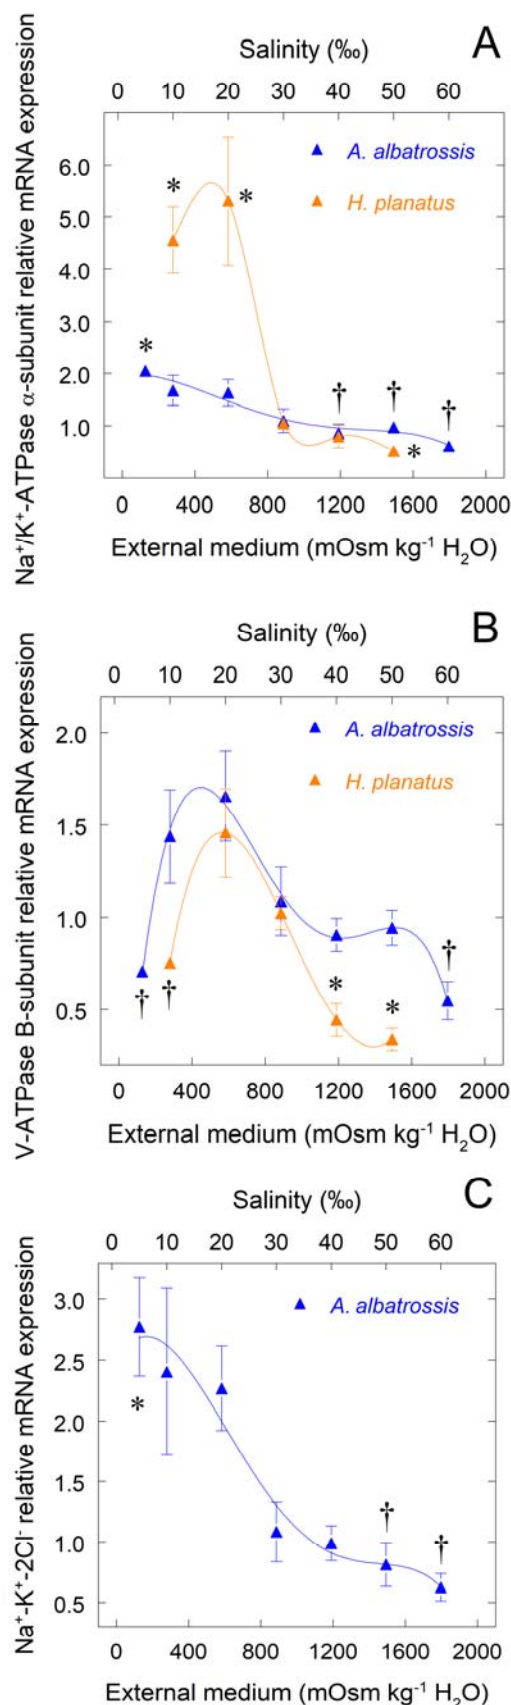 A
Salinity (‰)
0 10 20 30 40 50 60
Na⁺/K⁺-ATPase α-subunit relative mRNA expression
6.0
5.0
4.0
3.0
2.0
1.0
A. albatrossis
H. planatus
* * * † † † *
0 400 800 1200 1600 2000
External medium (mOsm kg⁻¹ H₂O)
B
Salinity (‰)
0 10 20 30 40 50 60
V-ATPase B-subunit relative mRNA expression
2.0
1.5
1.0
0.5
A. albatrossis
H. planatus
† † * * †
0 400 800 1200 1600 2000
External medium (mOsm kg⁻¹ H₂O)
C
Salinity (‰)
0 10 20 30 40 50 60
Na⁺-K⁺-2Cl⁻ relative mRNA expression
3.0
2.5
2.0
1.5
1.0
0.5
A. albatrossis
* † †
0 400 800 1200 1600 2000
External medium (mOsm kg⁻¹ H₂O)